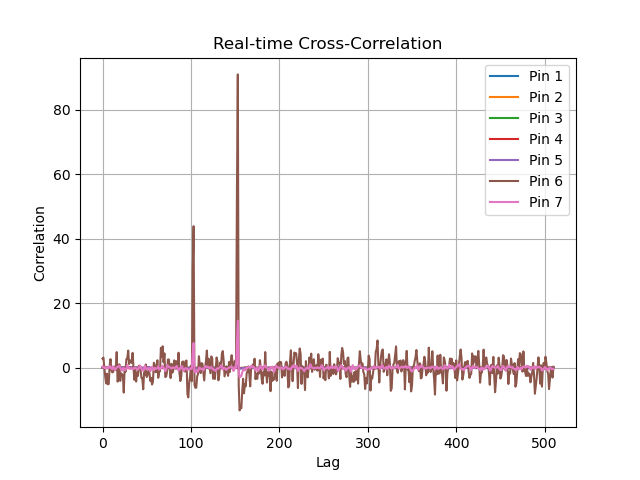 Real-time Cross-Correlation
Pin 1
Pin 2
Pin 3
Pin 4
Pin 5
Pin 6
Pin 7
Correlation
80
60
40
20
0
0 100 200 300 400 500
Lag